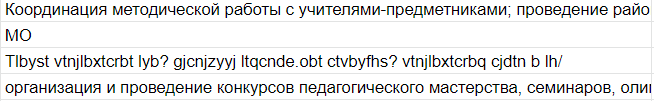 Координация методической работы с учителями-предметниками; проведение райо
МО
Tlbyst vtnjlbxtcrbt lyb? gjcnjzyyj ltqcnde.obt ctvbyfhs? vtnjlbxtcrbq cjdtn b lh/
организация и проведение конкурсов педагогического мастерства, семинаров, оли